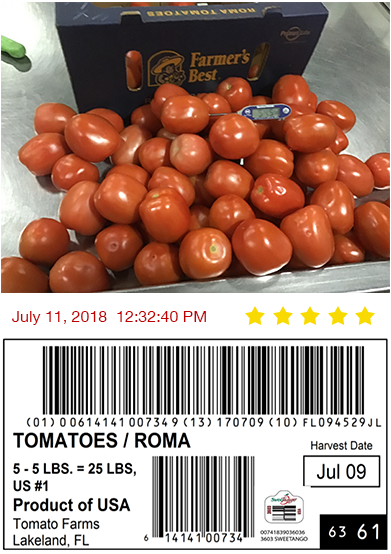 ROMA TOMATOES
Farmer's
Best
July 11, 2018 12:32:40 PM
(01) 00614141007349 (13) 170709 (10) FL094529JL
TOMATOES / ROMA
Harvest Date
5 - 5 LBS. = 25 LBS,
US #1
Jul 09
Product of USA
Tomato Farms
Lakeland, FL
6 14141 00734
00741839036036
3603 SWEETANGO
63 61